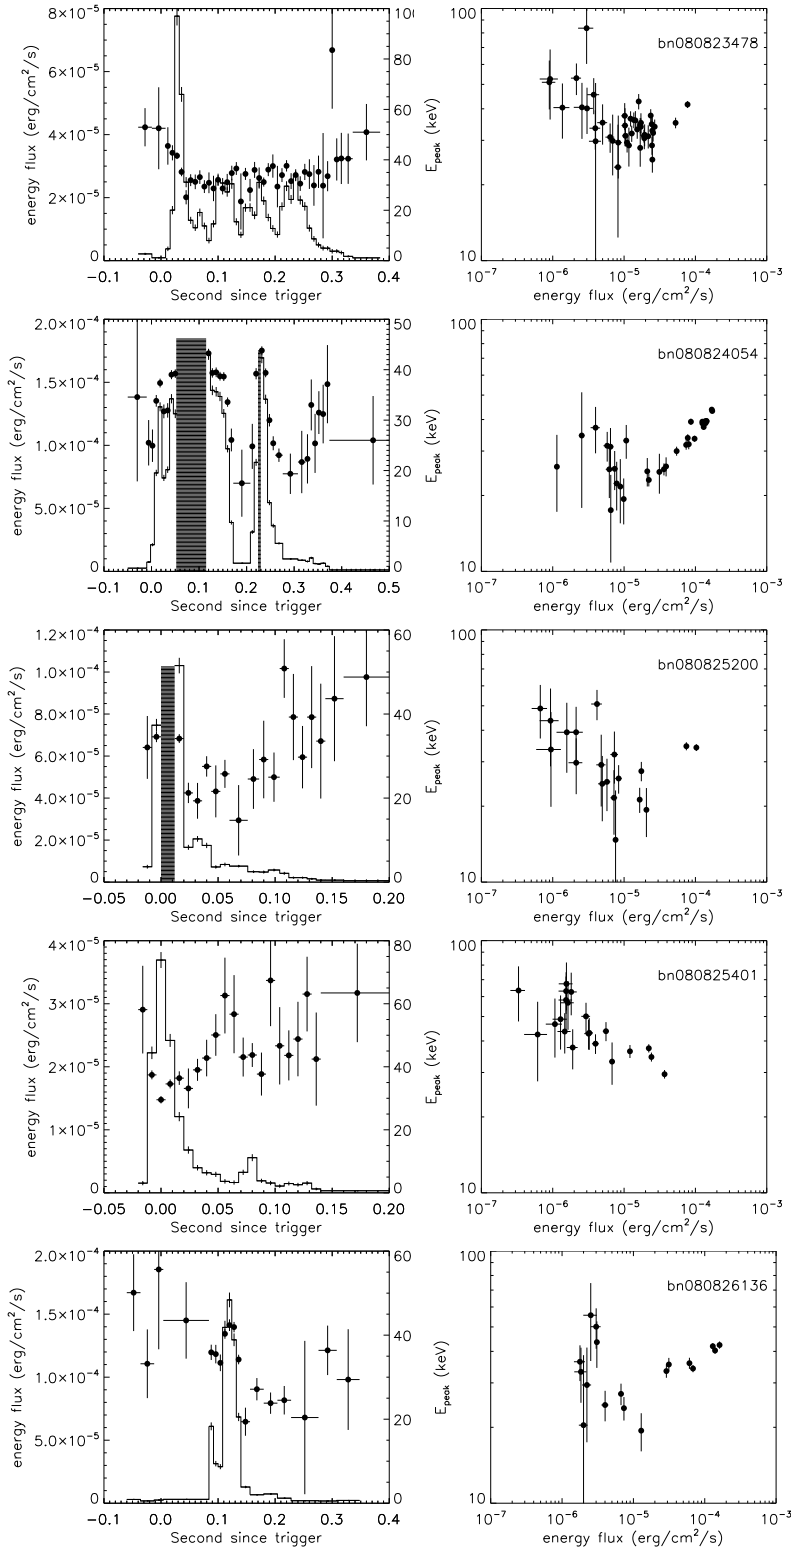 8×10⁻⁵
6×10⁻⁵
4×10⁻⁵
2×10⁻⁵
0
energy flux (erg/cm²/s)
100
80
60
40
20
0
E_peak (keV)
−0.1 0.0 0.1 0.2 0.3 0.4
Second since trigger
100
10
bn080823478
10⁻⁷ 10⁻⁶ 10⁻⁵ 10⁻⁴ 10⁻³
energy flux (erg/cm²/s)
2.0×10⁻⁴
1.5×10⁻⁴
1.0×10⁻⁴
5.0×10⁻⁵
0
energy flux (erg/cm²/s)
50
40
30
20
10
0
E_peak (keV)
−0.1 0.0 0.1 0.2 0.3 0.4 0.5
Second since trigger
100
10
bn080824054
10⁻⁷ 10⁻⁶ 10⁻⁵ 10⁻⁴ 10⁻³
energy flux (erg/cm²/s)
1.2×10⁻⁴
1.0×10⁻⁴
8.0×10⁻⁵
6.0×10⁻⁵
4.0×10⁻⁵
2.0×10⁻⁵
0
energy flux (erg/cm²/s)
60
40
20
0
E_peak (keV)
−0.05 0.00 0.05 0.10 0.15 0.20
Second since trigger
100
10
bn080825200
10⁻⁷ 10⁻⁶ 10⁻⁵ 10⁻⁴ 10⁻³
energy flux (erg/cm²/s)
4×10⁻⁵
3×10⁻⁵
2×10⁻⁵
1×10⁻⁵
0
energy flux (erg/cm²/s)
80
60
40
20
0
E_peak (keV)
−0.05 0.00 0.05 0.10 0.15 0.20
Second since trigger
100
10
bn080825401
10⁻⁷ 10⁻⁶ 10⁻⁵ 10⁻⁴ 10⁻³
energy flux (erg/cm²/s)
2.0×10⁻⁴
1.5×10⁻⁴
1.0×10⁻⁴
5.0×10⁻⁵
0
energy flux (erg/cm²/s)
60
40
20
0
E_peak (keV)
−0.1 0.0 0.1 0.2 0.3 0.4
Second since trigger
100
10
bn080826136
10⁻⁷ 10⁻⁶ 10⁻⁵ 10⁻⁴ 10⁻³
energy flux (erg/cm²/s)